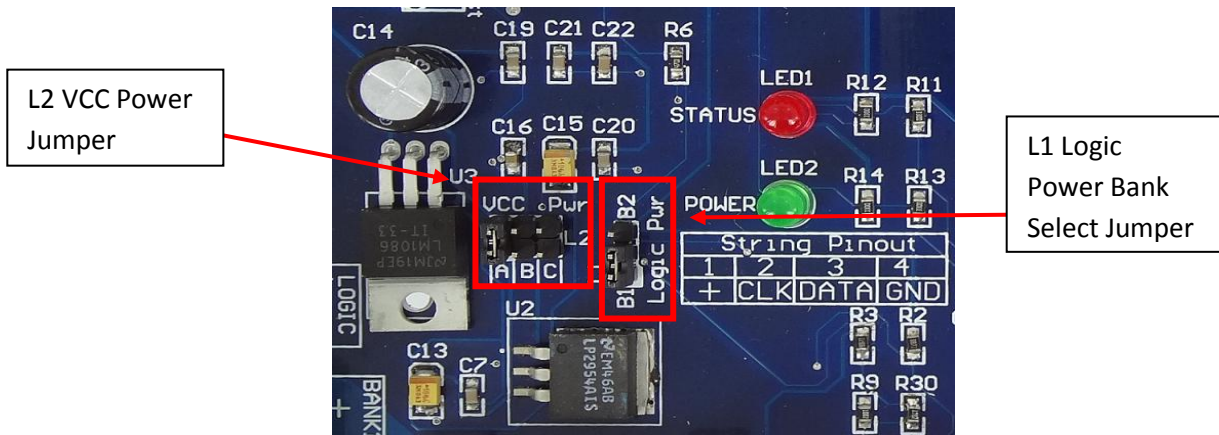 C14
C19 C21 C22 R6
LED1
R12 R11
STATUS
L2 VCC Power
Jumper
C16 C15 C20
L1 Logic
Power Bank
Select Jumper
LED2
U3
R14 R13
VCC Pwr
B2
POWER
L2
Logic Pwr
String Pinout
1 2 3 4
+ CLK DATA GND
A B C
B1
JM19EP
LM1086
IT-33
LOGIC
U2
R3 R2
EM46AB
LP2954AIS
C13 C7
R9 R30
BANK
+